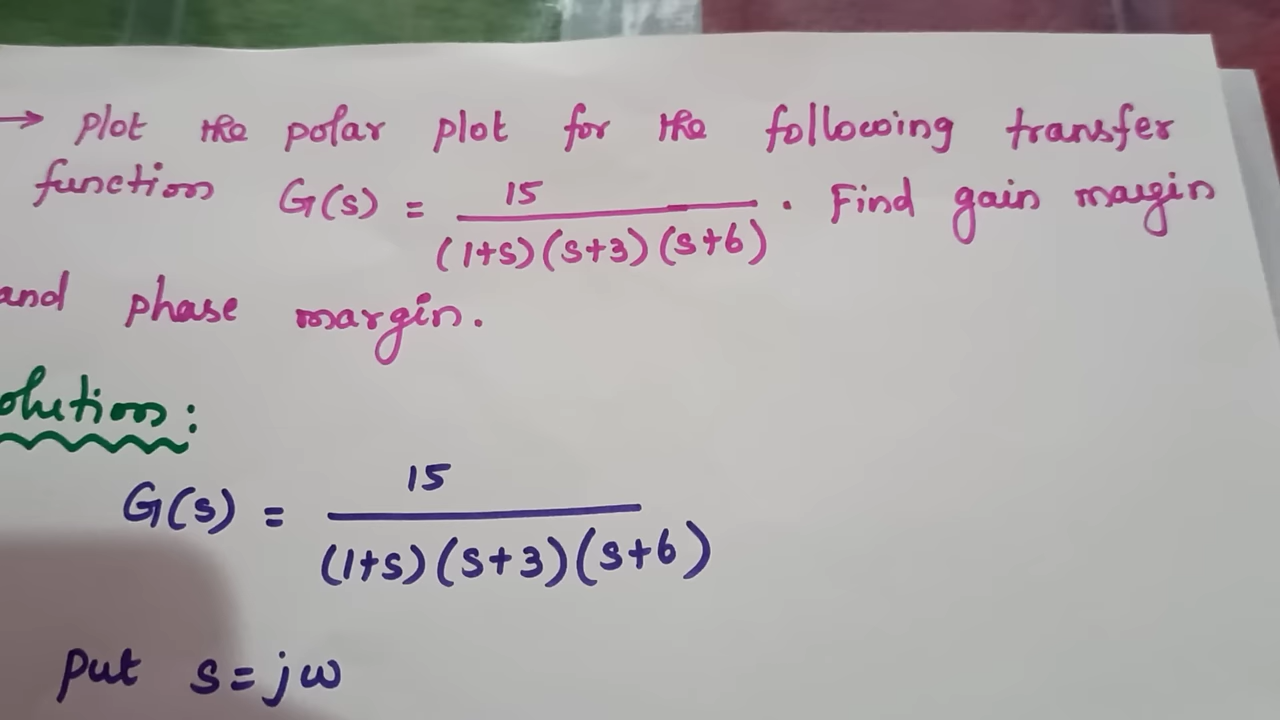 → Plot the polar plot for the following transfer
function G(s) = 15 / (1+s)(s+3)(s+6) . Find gain margin
and phase margin.
olution:
G(s) = 15 / (1+s)(s+3)(s+6)
Put s=jω